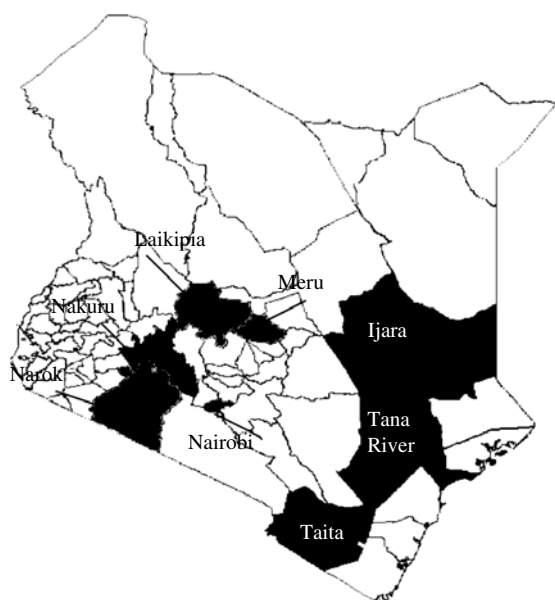 Laikipia
Meru
Nakuru
Ijara
Narok
Tana
River
Nairobi
Taita